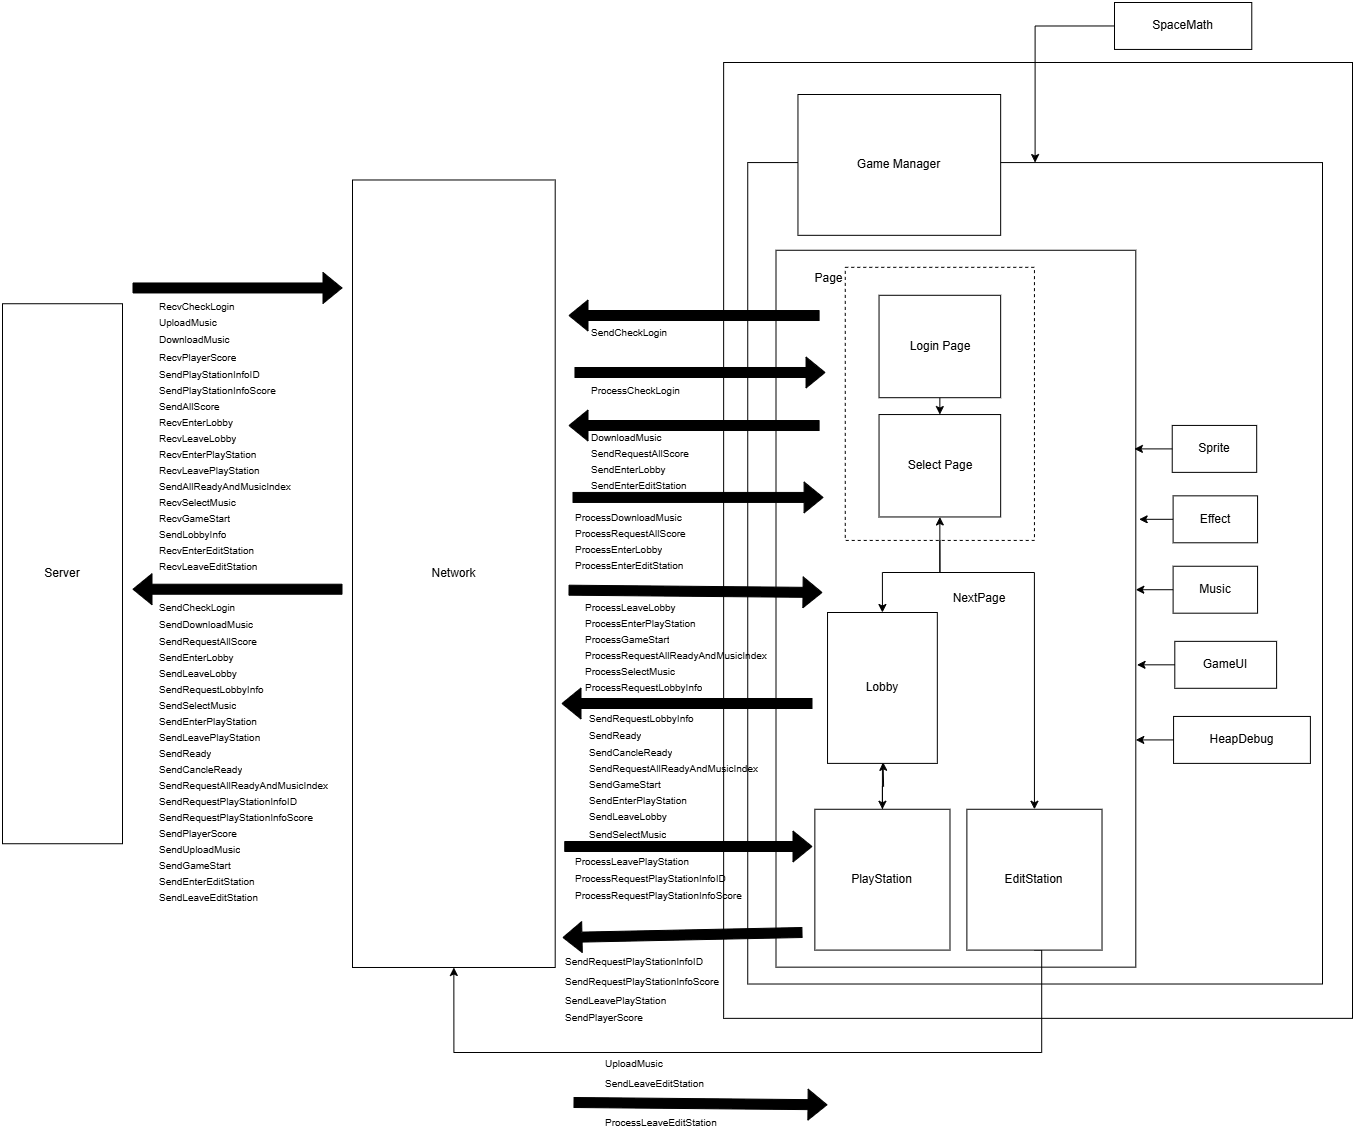 SpaceMath
Game Manager
Page
Login Page
Select Page
NextPage
Lobby
PlayStation
EditStation
Sprite
Effect
Music
GameUI
HeapDebug
Server
Network
RecvCheckLogin
UploadMusic
DownloadMusic
RecvPlayerScore
SendPlayStationInfoID
SendPlayStationInfoScore
SendAllScore
RecvEnterLobby
RecvLeaveLobby
RecvEnterPlayStation
RecvLeavePlayStation
SendAllReadyAndMusicIndex
RecvSelectMusic
RecvGameStart
SendLobbyInfo
RecvEnterEditStation
RecvLeaveEditStation
SendCheckLogin
SendDownloadMusic
SendRequestAllScore
SendEnterLobby
SendLeaveLobby
SendRequestLobbyInfo
SendSelectMusic
SendEnterPlayStation
SendLeavePlayStation
SendReady
SendCancleReady
SendRequestAllReadyAndMusicIndex
SendRequestPlayStationInfoID
SendRequestPlayStationInfoScore
SendPlayerScore
SendUploadMusic
SendGameStart
SendEnterEditStation
SendLeaveEditStation
SendCheckLogin
ProcessCheckLogin
DownloadMusic
SendRequestAllScore
SendEnterLobby
SendEnterEditStation
ProcessDownloadMusic
ProcessRequestAllScore
ProcessEnterLobby
ProcessEnterEditStation
ProcessLeaveLobby
ProcessEnterPlayStation
ProcessGameStart
ProcessRequestAllReadyAndMusicIndex
ProcessSelectMusic
ProcessRequestLobbyInfo
SendRequestLobbyInfo
SendReady
SendCancleReady
SendRequestAllReadyAndMusicIndex
SendGameStart
SendEnterPlayStation
SendLeaveLobby
SendSelectMusic
ProcessLeavePlayStation
ProcessRequestPlayStationInfoID
ProcessRequestPlayStationInfoScore
SendRequestPlayStationInfoID
SendRequestPlayStationInfoScore
SendLeavePlayStation
SendPlayerScore
UploadMusic
SendLeaveEditStation
ProcessLeaveEditStation